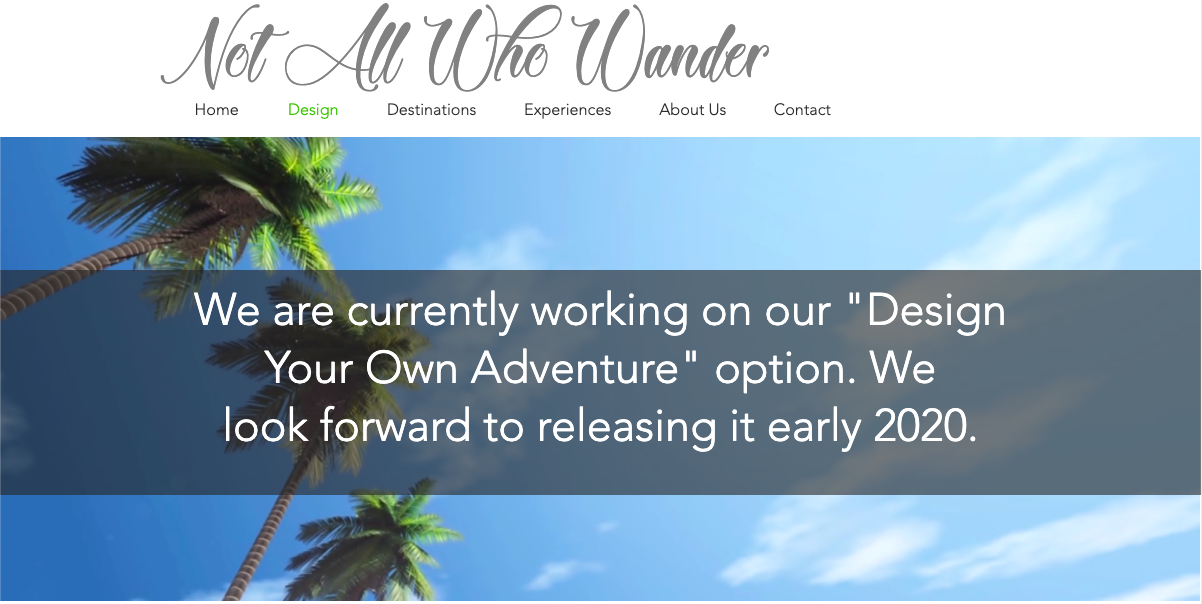 Not All Who Wander
Home Design Destinations Experiences About Us Contact
We are currently working on our "Design
Your Own Adventure" option. We
look forward to releasing it early 2020.